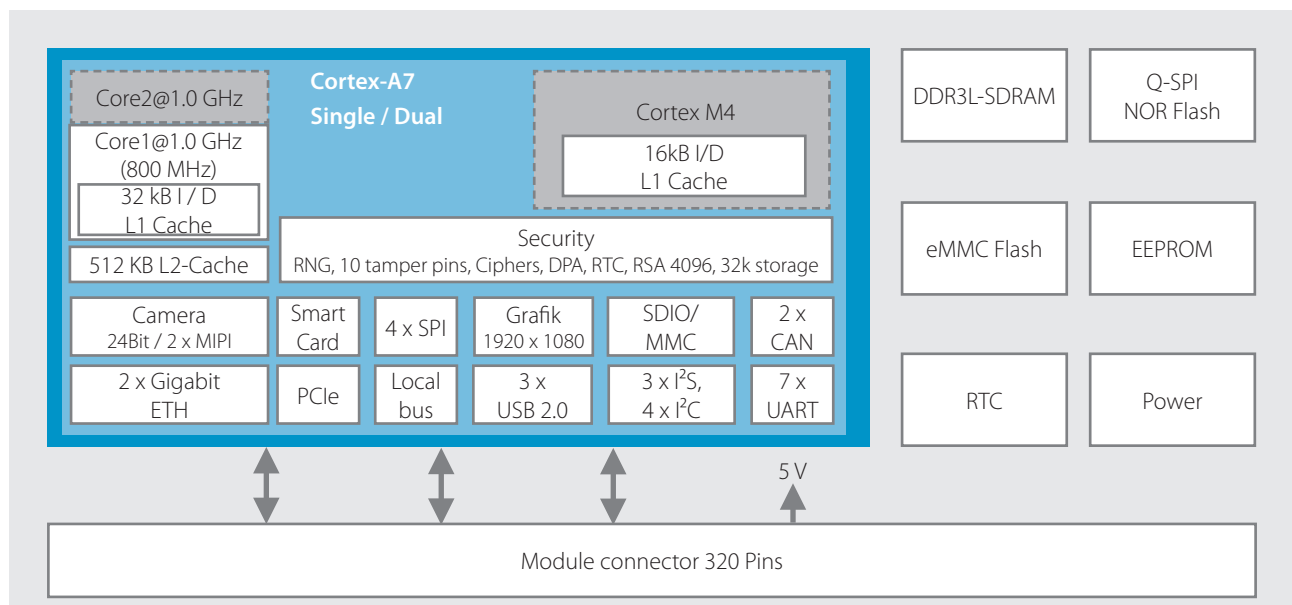 Cortex-A7
Single / Dual
Core2@1.0 GHz
Core1@1.0 GHz
(800 MHz)
32 kB I / D
L1 Cache
512 KB L2-Cache
Cortex M4
16kB I/D
L1 Cache
Security
RNG, 10 tamper pins, Ciphers, DPA, RTC, RSA 4096, 32k storage
Camera
24Bit / 2 x MIPI
Smart
Card
4 x SPI
Grafik
1920 x 1080
SDIO/
MMC
2 x
CAN
2 x Gigabit
ETH
PCIe
Local
bus
3 x
USB 2.0
3 x I²S,
4 x I²C
7 x
UART
DDR3L-SDRAM
Q-SPI
NOR Flash
eMMC Flash
EEPROM
RTC
Power
5 V
Module connector 320 Pins